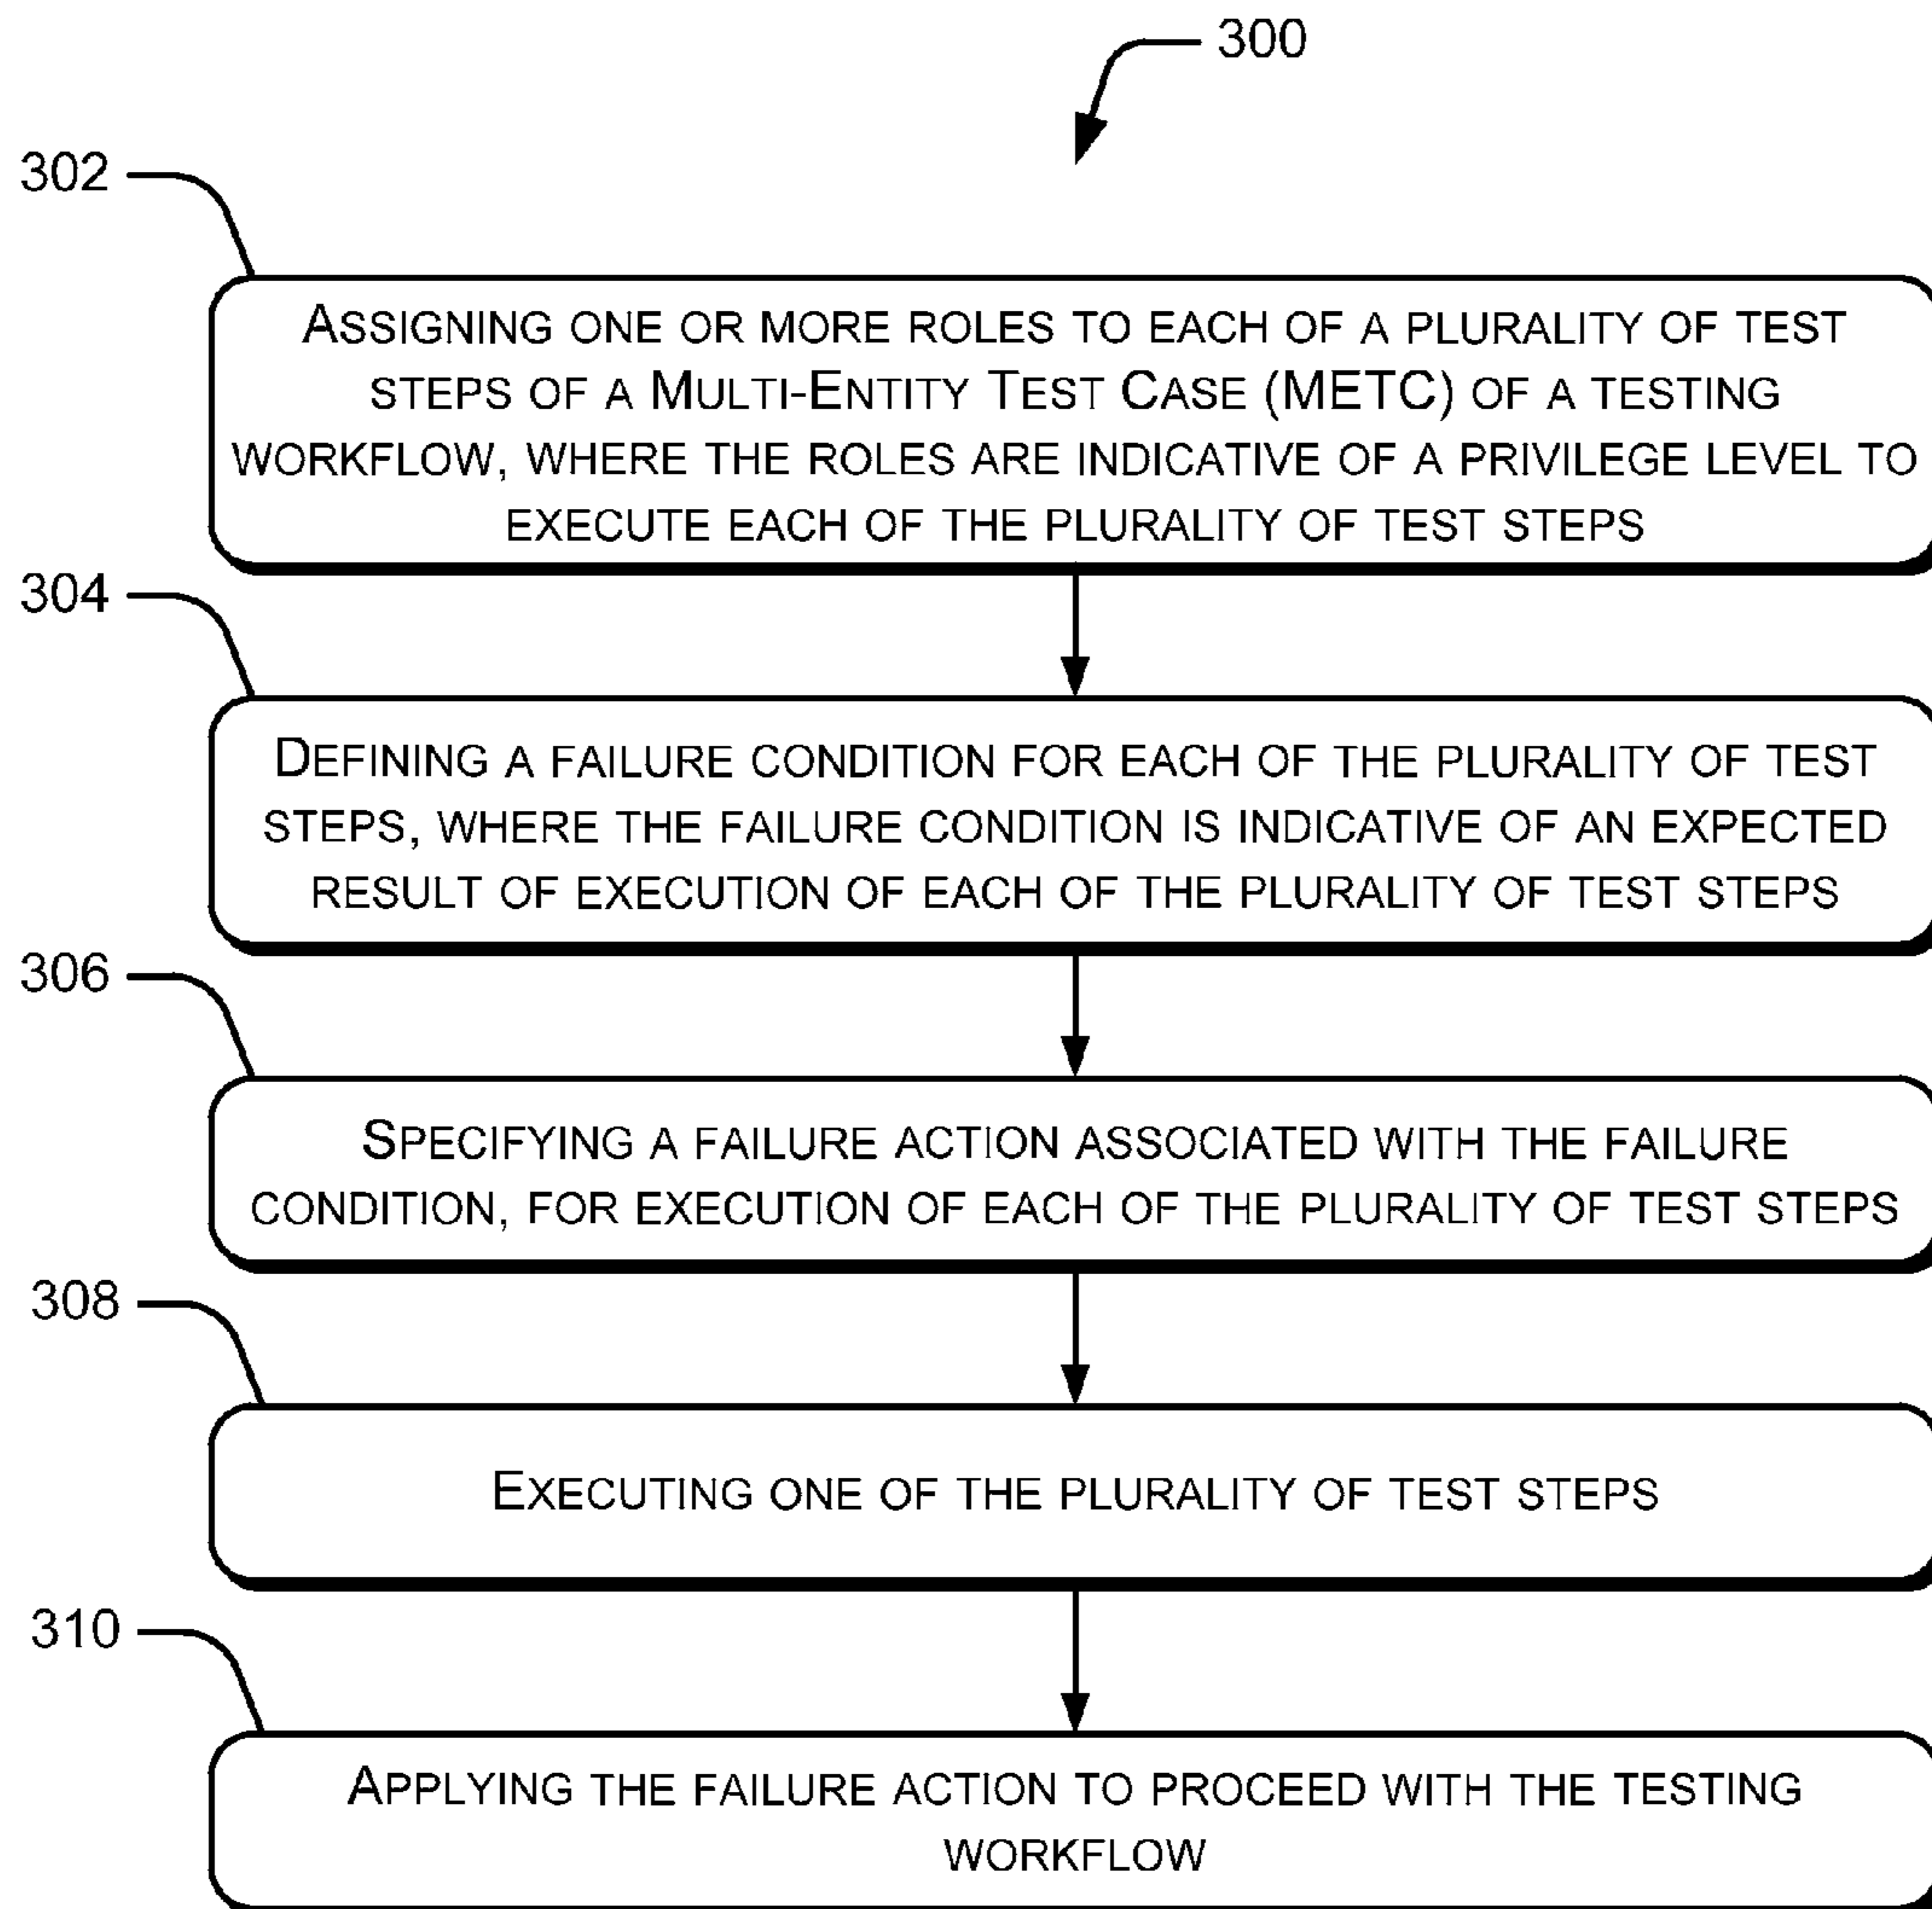 300
302
ASSIGNING ONE OR MORE ROLES TO EACH OF A PLURALITY OF TEST
STEPS OF A MULTI-ENTITY TEST CASE (METC) OF A TESTING
WORKFLOW, WHERE THE ROLES ARE INDICATIVE OF A PRIVILEGE LEVEL TO
EXECUTE EACH OF THE PLURALITY OF TEST STEPS
304
DEFINING A FAILURE CONDITION FOR EACH OF THE PLURALITY OF TEST
STEPS, WHERE THE FAILURE CONDITION IS INDICATIVE OF AN EXPECTED
RESULT OF EXECUTION OF EACH OF THE PLURALITY OF TEST STEPS
306
SPECIFYING A FAILURE ACTION ASSOCIATED WITH THE FAILURE
CONDITION, FOR EXECUTION OF EACH OF THE PLURALITY OF TEST STEPS
308
EXECUTING ONE OF THE PLURALITY OF TEST STEPS
310
APPLYING THE FAILURE ACTION TO PROCEED WITH THE TESTING
WORKFLOW